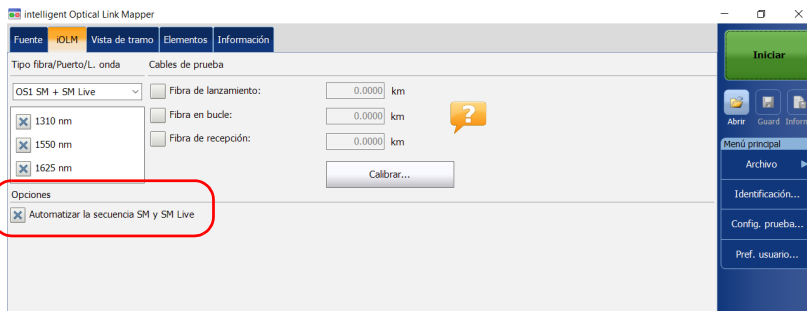 intelligent Optical Link Mapper
Fuente iOLM Vista de tramo Elementos Información
Tipo fibra/Puerto/L. onda Cables de prueba
OS1 SM + SM Live
Fibra de lanzamiento: 0.0000 km
1310 nm
Fibra en bucle: 0.0000 km
1550 nm
Fibra de recepción: 0.0000 km
1625 nm
Calibrar...
Opciones
Automatizar la secuencia SM y SM Live
Iniciar
Abrir Guard Inform
Menú principal
Archivo
Identificación...
Config. prueba...
Pref. usuario...